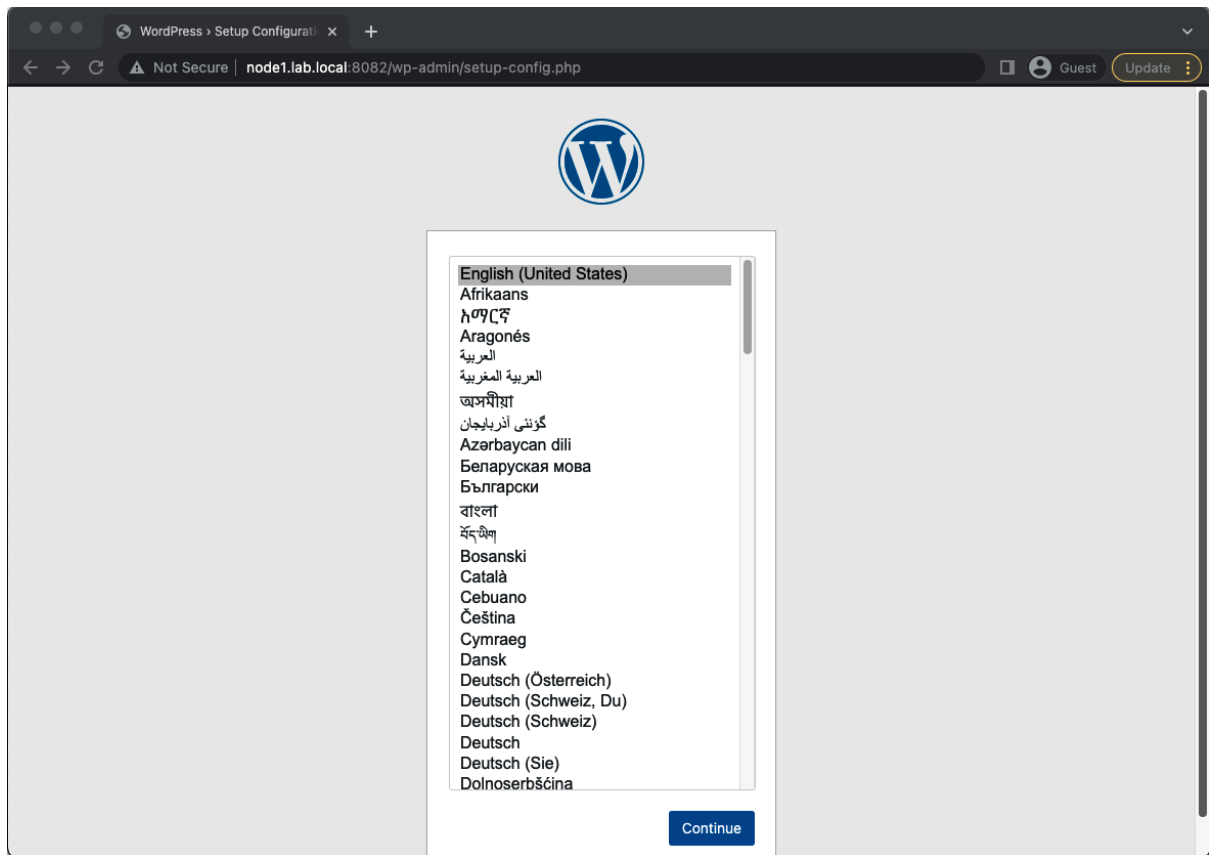 WordPress › Setup Configurati
Not Secure | node1.lab.local:8082/wp-admin/setup-config.php
Guest
Update
English (United States)
Afrikaans
አማርኛ
Aragonés
العربية
العربية المغربية
অসমীয়া
گؤنئی آذربایجان
Azərbaycan dili
Беларуская мова
Български
বাংলা
བོད་ཡིག
Bosanski
Català
Cebuano
Čeština
Cymraeg
Dansk
Deutsch (Österreich)
Deutsch (Schweiz, Du)
Deutsch (Schweiz)
Deutsch
Deutsch (Sie)
Dolnoserbšćina
Continue